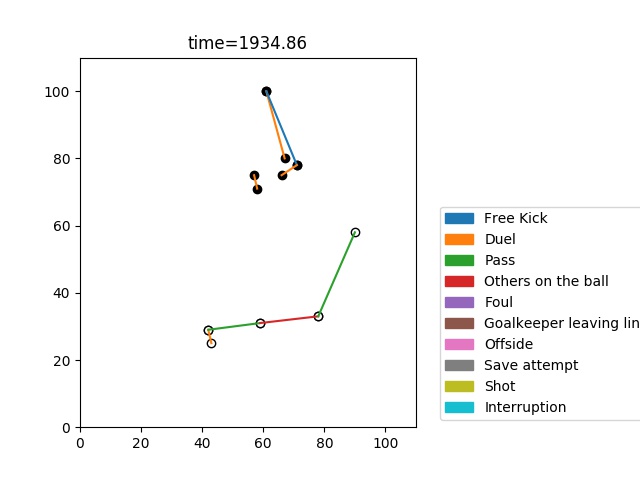 time=1934.86
100
80
60
40
20
0
0 20 40 60 80 100
Free Kick
Duel
Pass
Others on the ball
Foul
Goalkeeper leaving lin
Offside
Save attempt
Shot
Interruption